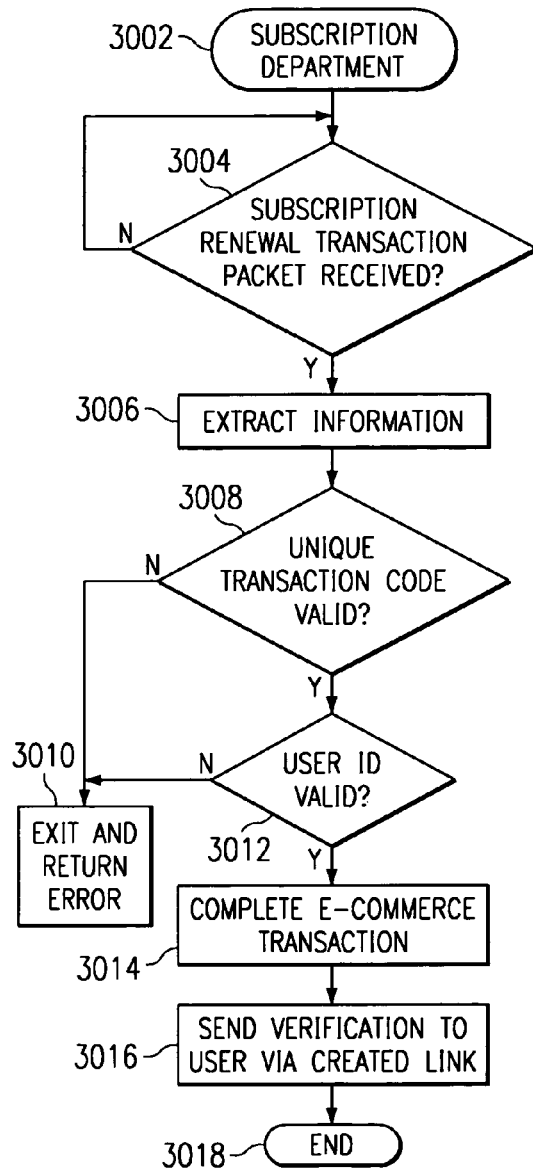 3002
SUBSCRIPTION
DEPARTMENT
3004
SUBSCRIPTION
RENEWAL TRANSACTION
PACKET RECEIVED?
N
Y
3006
EXTRACT INFORMATION
3008
UNIQUE
TRANSACTION CODE
VALID?
N
Y
3010
EXIT AND
RETURN
ERROR
N
USER ID
VALID?
3012
Y
COMPLETE E-COMMERCE
TRANSACTION
3014
SEND VERIFICATION TO
USER VIA CREATED LINK
3016
END
3018